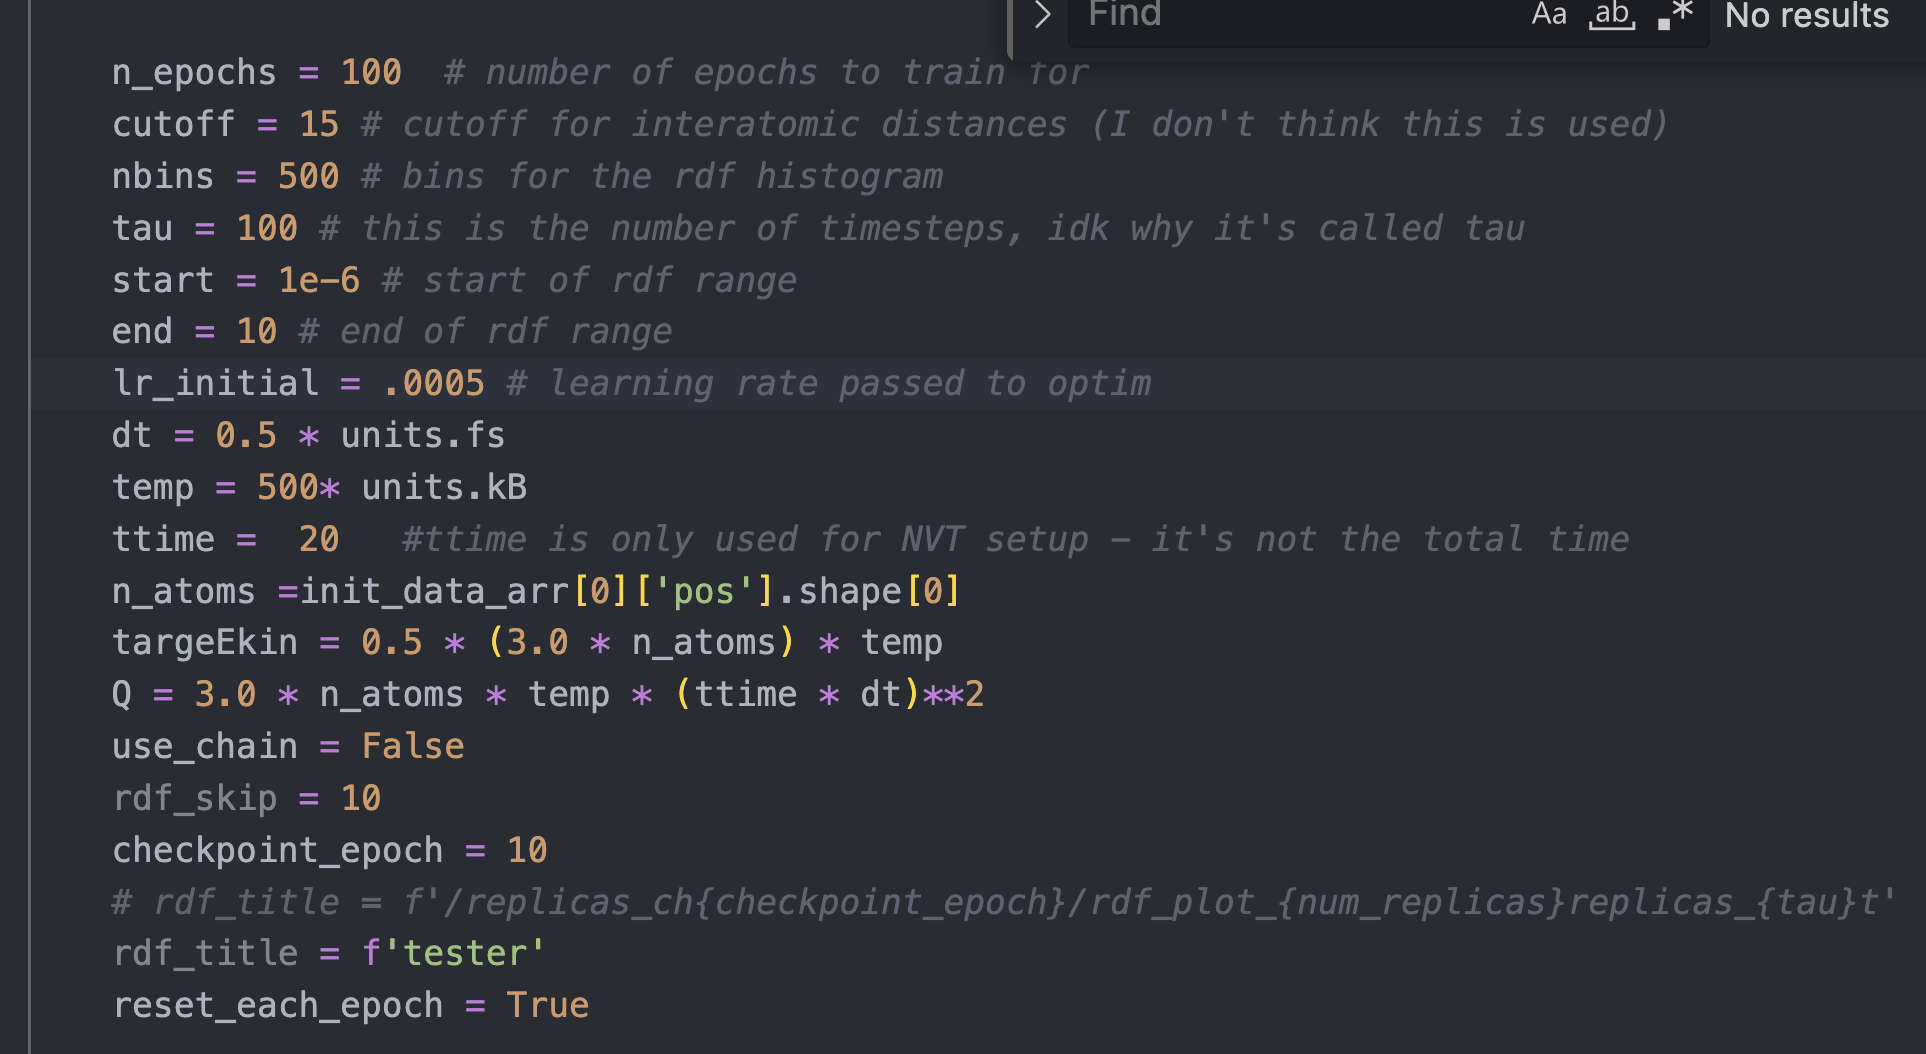 Find Aa ab .* No results
n_epochs = 100  # number of epochs to train for
cutoff = 15 # cutoff for interatomic distances (I don't think this is used)
nbins = 500 # bins for the rdf histogram
tau = 100 # this is the number of timesteps, idk why it's called tau
start = 1e-6 # start of rdf range
end = 10 # end of rdf range
lr_initial = .0005 # learning rate passed to optim
dt = 0.5 * units.fs
temp = 500* units.kB
ttime =  20   #ttime is only used for NVT setup - it's not the total time
n_atoms =init_data_arr[0]['pos'].shape[0]
targeEkin = 0.5 * (3.0 * n_atoms) * temp
Q = 3.0 * n_atoms * temp * (ttime * dt)**2
use_chain = False
rdf_skip = 10
checkpoint_epoch = 10
# rdf_title = f'/replicas_ch{checkpoint_epoch}/rdf_plot_{num_replicas}replicas_{tau}t'
rdf_title = f'tester'
reset_each_epoch = True